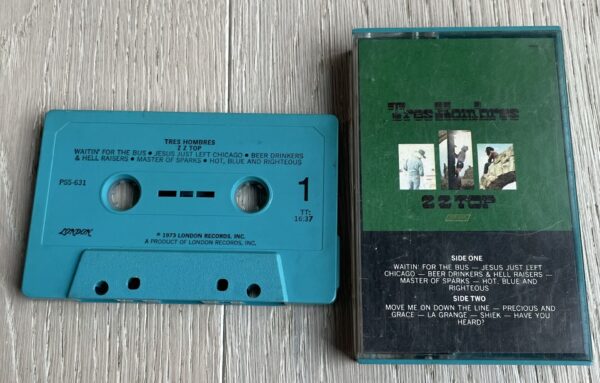 TRES HOMBRES
Z Z TOP
WAITIN' FOR THE BUS • JESUS JUST LEFT CHICAGO • BEER DRINKERS
& HELL RAISERS • MASTER OF SPARKS • HOT, BLUE AND RIGHTEOUS
PS5-631
1
TT:
16:37
LONDON
℗ 1973 LONDON RECORDS, INC.
A PRODUCT OF LONDON RECORDS, INC.
Tres Hombres
Z Z TOP
SIDE ONE
WAITIN' FOR THE BUS — JESUS JUST LEFT
CHICAGO — BEER DRINKERS & HELL RAISERS —
MASTER OF SPARKS — HOT, BLUE AND
RIGHTEOUS
SIDE TWO
MOVE ME ON DOWN THE LINE — PRECIOUS AND
GRACE — LA GRANGE — SHIEK — HAVE YOU
HEARD?